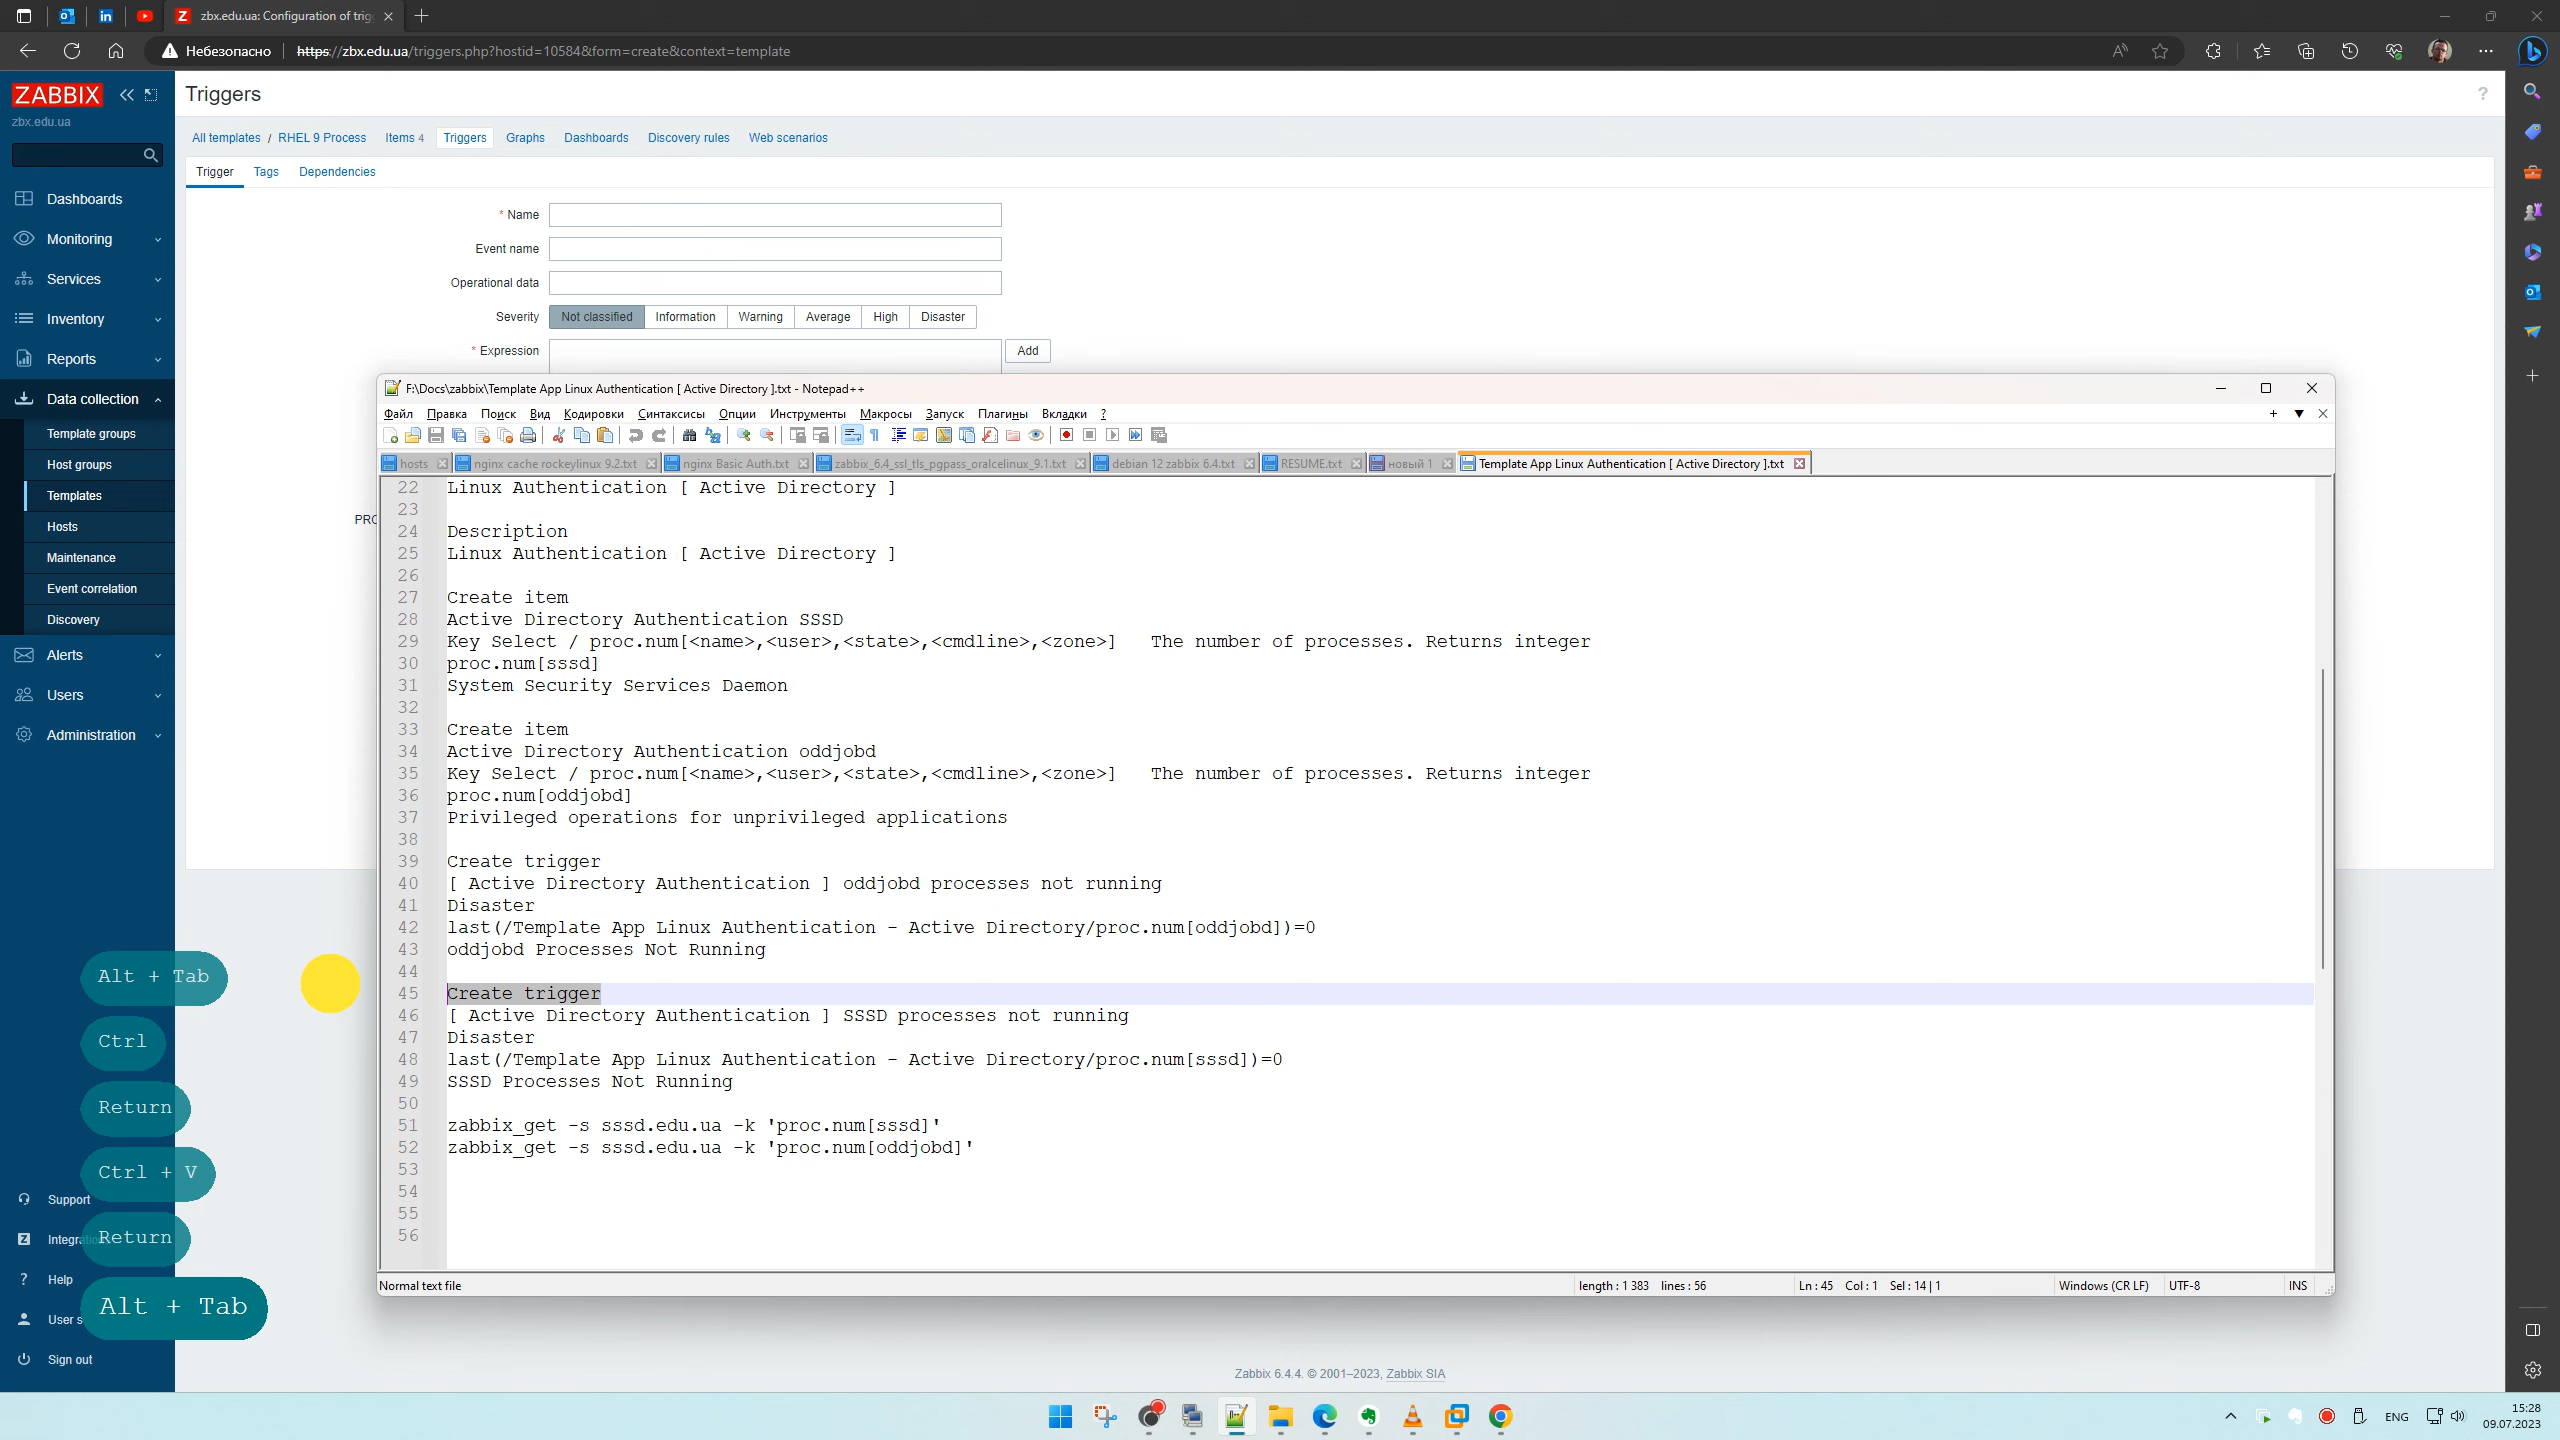 zbx.edu.ua: Configuration of trig
Небезопасно
https://zbx.edu.ua/triggers.php?hostid=10584&form=create&context=template
ZABBIX
zbx.edu.ua
Dashboards
Monitoring
Services
Inventory
Reports
Data collection
Template groups
Host groups
Templates
Hosts
Maintenance
Event correlation
Discovery
Alerts
Users
Administration
Support
Integratio
Help
User s
Sign out
Triggers
?
All templates / RHEL 9 Process Items 4 Triggers Graphs Dashboards Discovery rules Web scenarios
Trigger Tags Dependencies
* Name
Event name
Operational data
Severity Not classified Information Warning Average High Disaster
* Expression Add
PRO
F:\Docs\zabbix\Template App Linux Authentication [ Active Directory ].txt - Notepad++
Файл Правка Поиск Вид Кодировки Синтаксисы Опции Инструменты Макросы Запуск Плагины Вкладки ?
hosts nginx cache rockeylinux 9.2.txt nginx Basic Auth.txt zabbix_6.4_ssl_tls_pgpass_oralcelinux_9.1.txt debian 12 zabbix 6.4.txt RESUME.txt новый 1 Template App Linux Authentication [ Active Directory ].txt
22 Linux Authentication [ Active Directory ]
23
24 Description
25 Linux Authentication [ Active Directory ]
26
27 Create item
28 Active Directory Authentication SSSD
29 Key Select / proc.num[<name>,<user>,<state>,<cmdline>,<zone>] The number of processes. Returns integer
30 proc.num[sssd]
31 System Security Services Daemon
32
33 Create item
34 Active Directory Authentication oddjobd
35 Key Select / proc.num[<name>,<user>,<state>,<cmdline>,<zone>] The number of processes. Returns integer
36 proc.num[oddjobd]
37 Privileged operations for unprivileged applications
38
39 Create trigger
40 [ Active Directory Authentication ] oddjobd processes not running
41 Disaster
42 last(/Template App Linux Authentication - Active Directory/proc.num[oddjobd])=0
43 oddjobd Processes Not Running
44
45 Create trigger
46 [ Active Directory Authentication ] SSSD processes not running
47 Disaster
48 last(/Template App Linux Authentication - Active Directory/proc.num[sssd])=0
49 SSSD Processes Not Running
50
51 zabbix_get -s sssd.edu.ua -k 'proc.num[sssd]'
52 zabbix_get -s sssd.edu.ua -k 'proc.num[oddjobd]'
53
54
55
56
Normal text file length : 1 383 lines : 56 Ln : 45 Col : 1 Sel : 14 | 1 Windows (CR LF) UTF-8 INS
Alt + Tab
Ctrl
Return
Ctrl + V
Return
Alt + Tab
Zabbix 6.4.4. © 2001–2023, Zabbix SIA
ENG
15:28
09.07.2023